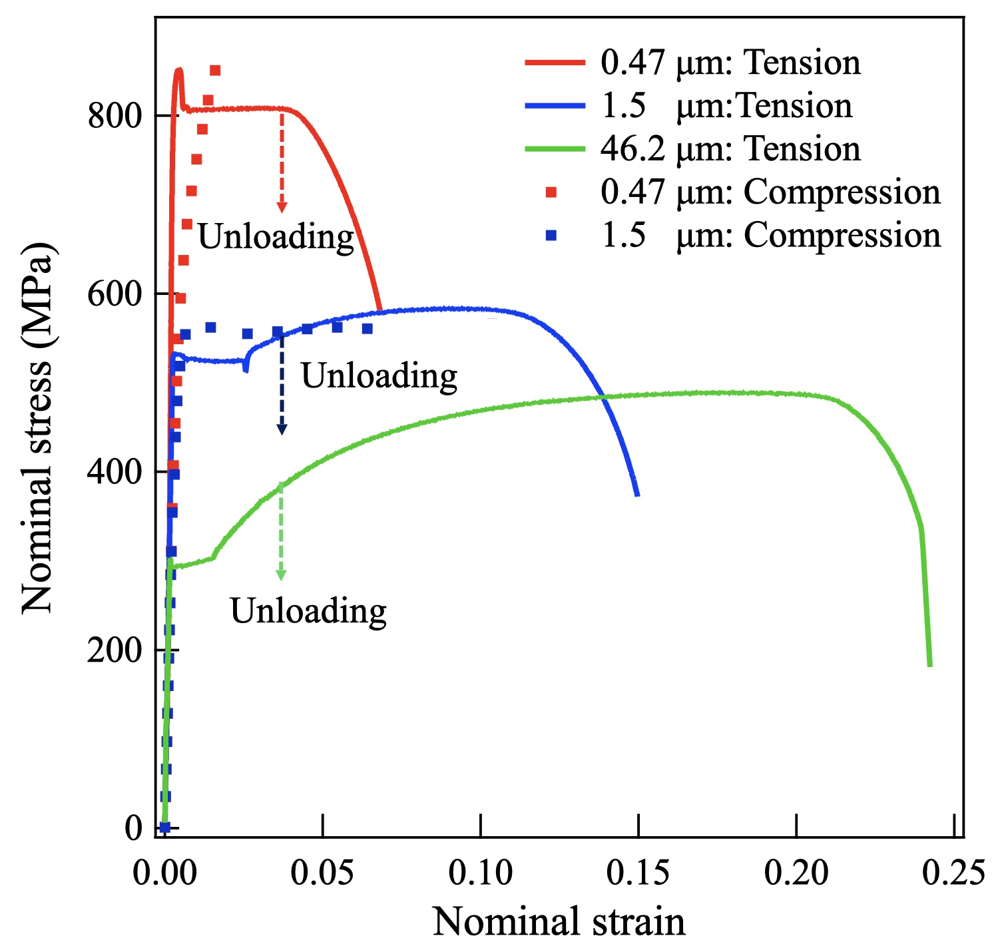 0.47 μm: Tension
1.5 μm:Tension
46.2 μm: Tension
0.47 μm: Compression
1.5 μm: Compression
Unloading
Unloading
Unloading
Nominal stress (MPa)
800
600
400
200
0
0.00 0.05 0.10 0.15 0.20 0.25
Nominal strain